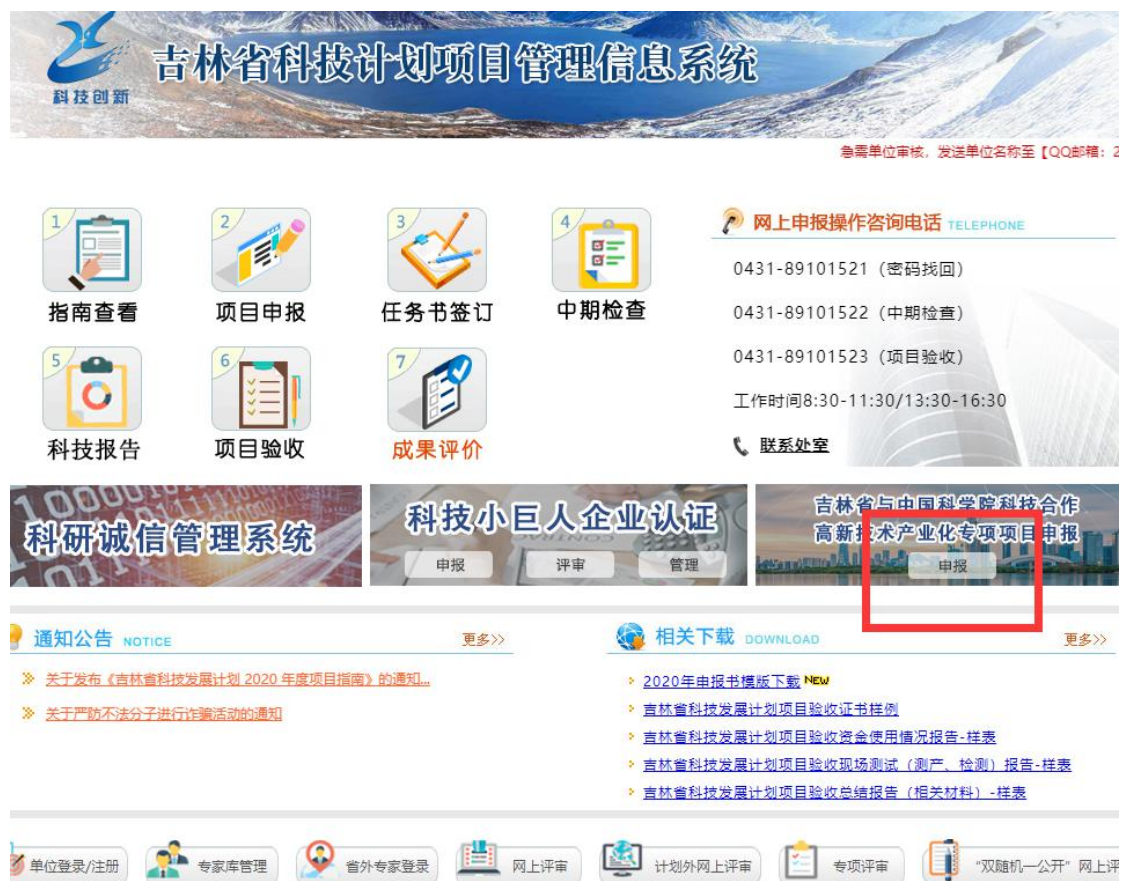 吉林省科技计划项目管理信息系统
科技创新
急需单位审核，发送单位名称至【QQ邮箱：2
1
2
3
4
指南查看
项目申报
任务书签订
中期检查
5
6
7
科技报告
项目验收
成果评价
网上申报操作咨询电话 TELEPHONE
0431-89101521（密码找回）
0431-89101522（中期检查）
0431-89101523（项目验收）
工作时间8:30-11:30/13:30-16:30
联系处室
科研诚信管理系统
科技小巨人企业认证
申报
评审
管理
吉林省与中国科学院科技合作
高新技术产业化专项项目申报
申报
通知公告 NOTICE
更多>>
关于发布《吉林省科技发展计划 2020 年度项目指南》的通知...
关于严防不法分子进行诈骗活动的通知
相关下载 DOWNLOAD
更多>>
2020年申报书模版下载 NEW
吉林省科技发展计划项目验收证书样例
吉林省科技发展计划项目验收资金使用情况报告-样表
吉林省科技发展计划项目验收现场测试（测产、检测）报告-样表
吉林省科技发展计划项目验收总结报告（相关材料）-样表
单位登录/注册
专家库管理
省外专家登录
网上评审
计划外网上评审
专项评审
“双随机一公开”网上评